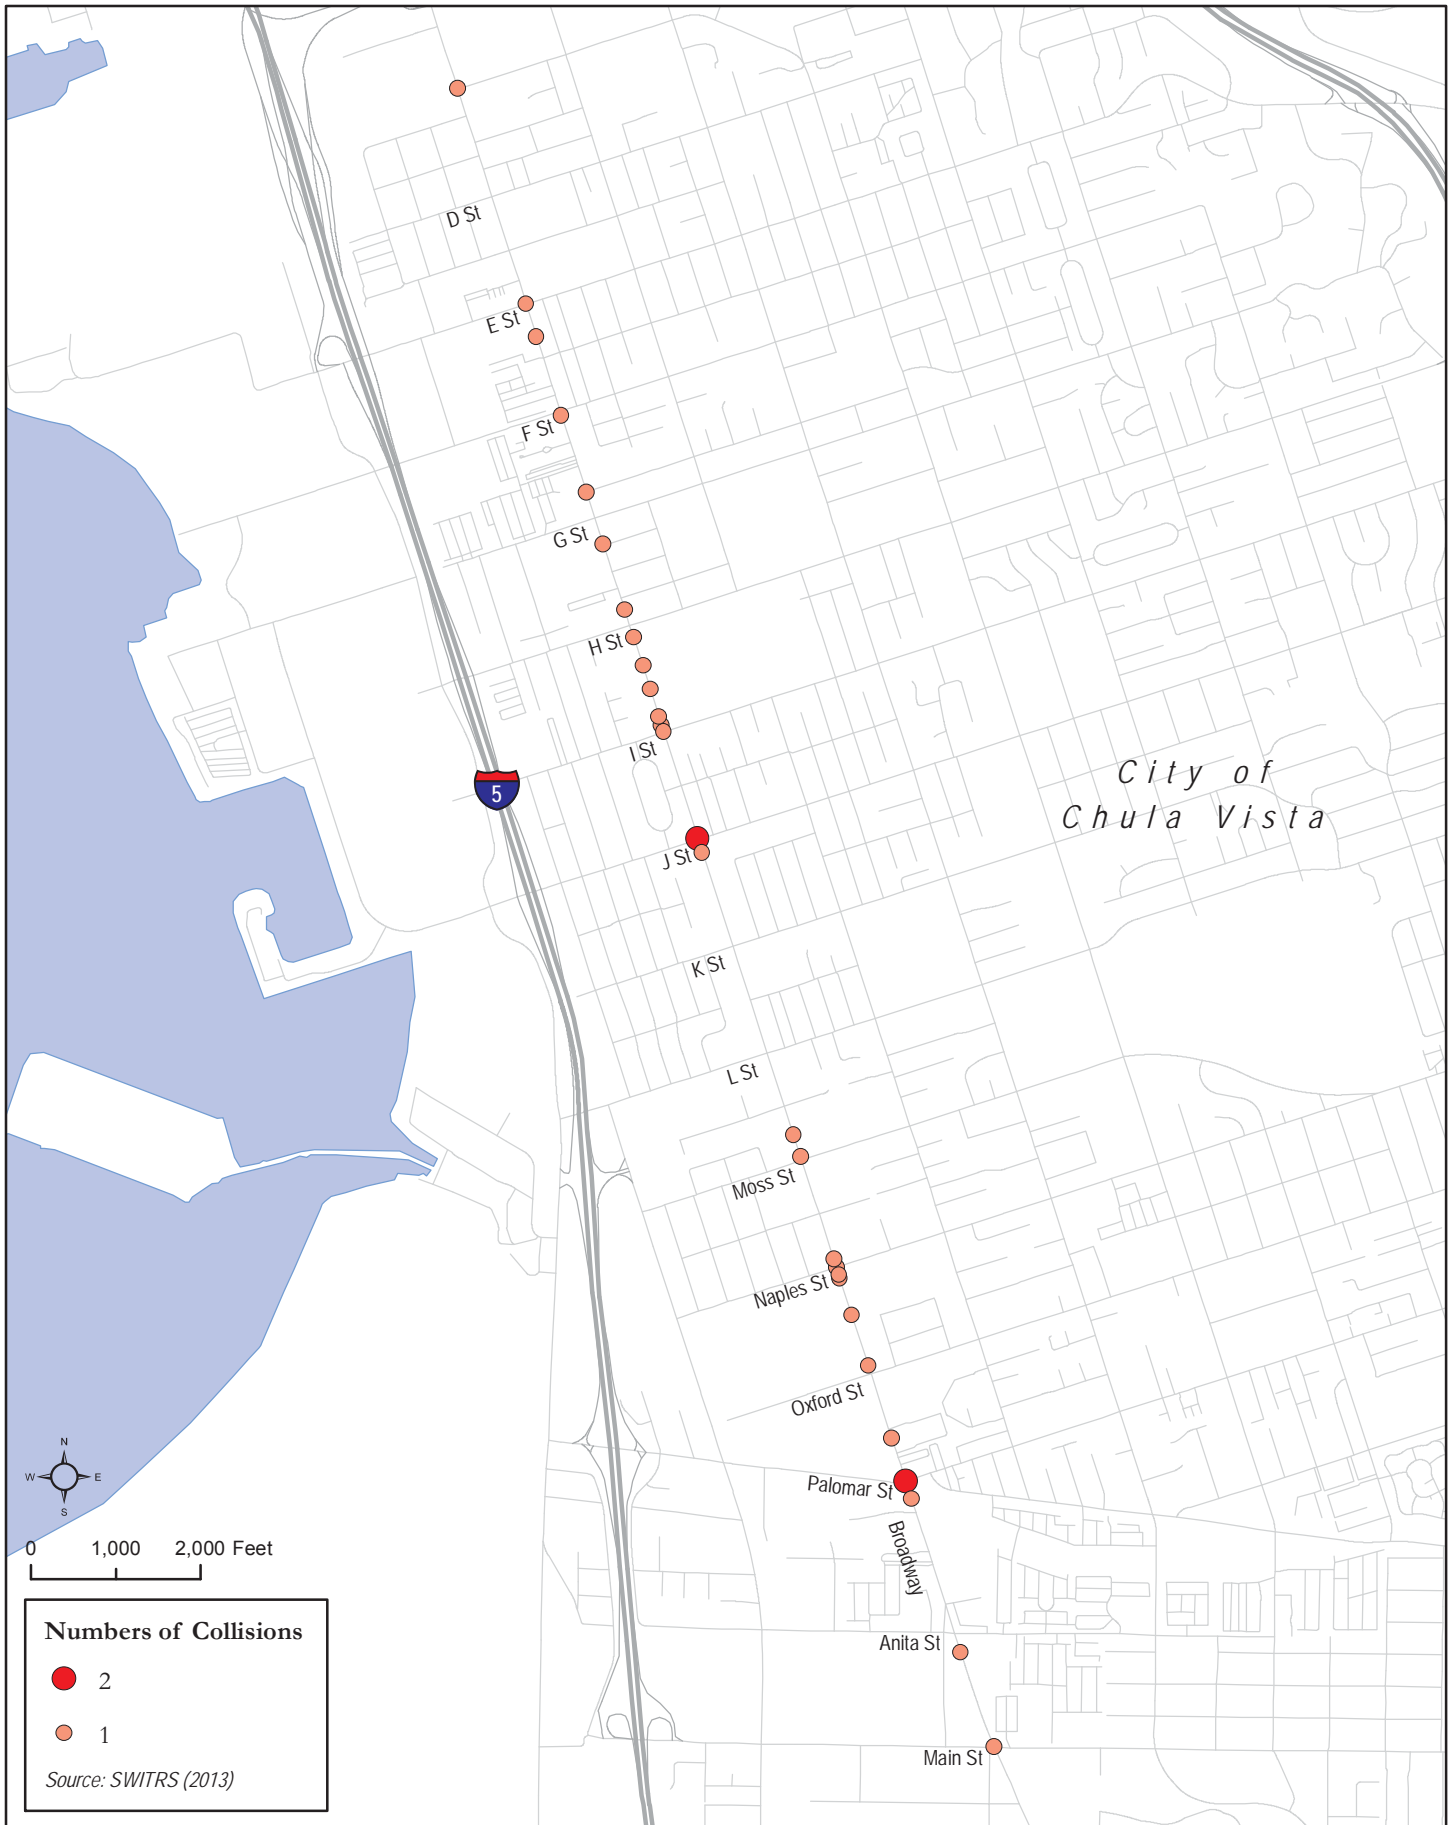 D St
E St
F St
G St
H St
I St
5
City of
Chula Vista
J St
K St
L St
Moss St
Naples St
Oxford St
N
W
E
S
Palomar St
Broadway
0
1,000
2,000 Feet
Numbers of Collisions
2
1
Source: SWITRS (2013)
Anita St
Main St